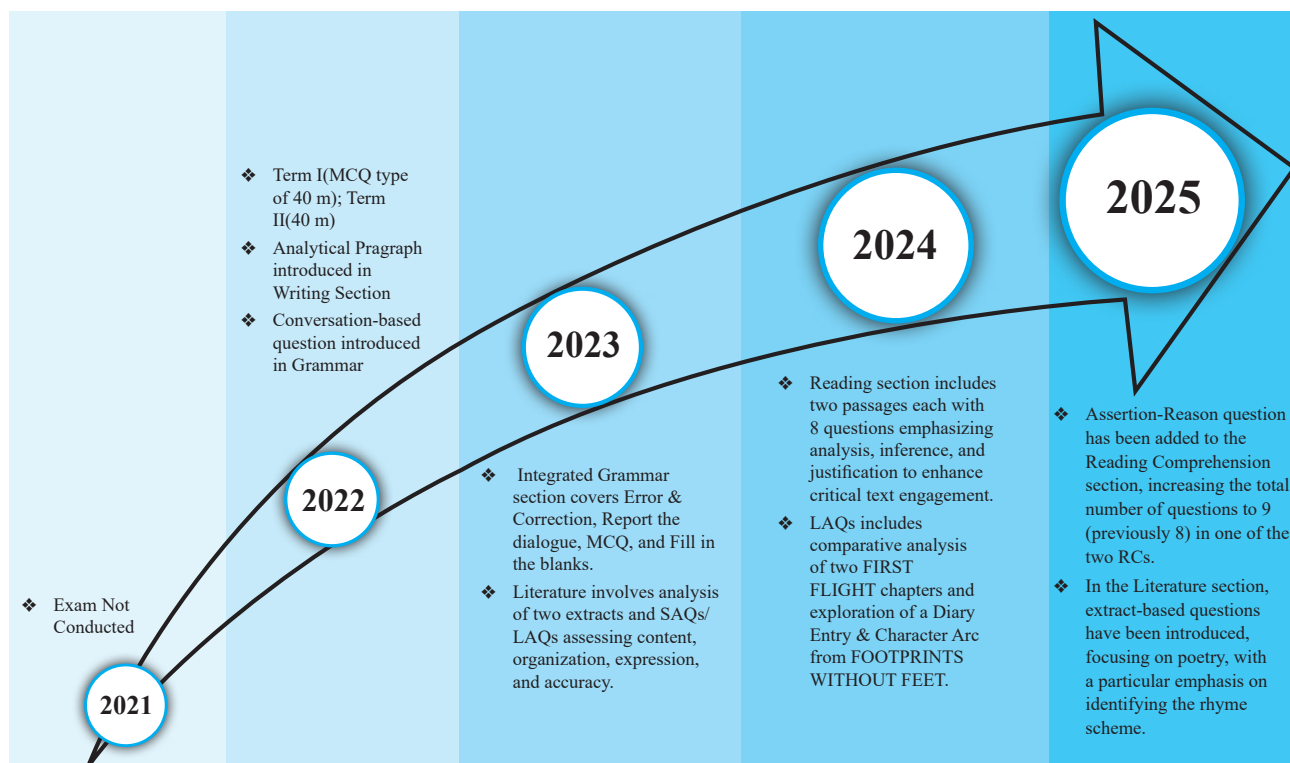 2021
❖ Exam Not
Conducted
2022
❖ Term I(MCQ type
of 40 m); Term
II(40 m)
❖ Analytical Pragraph
introduced in
Writing Section
❖ Conversation-based
question introduced
in Grammar
2023
❖ Integrated Grammar
section covers Error &
Correction, Report the
dialogue, MCQ, and Fill in
the blanks.
❖ Literature involves analysis
of two extracts and SAQs/
LAQs assessing content,
organization, expression,
and accuracy.
2024
❖ Reading section includes
two passages each with
8 questions emphasizing
analysis, inference, and
justification to enhance
critical text engagement.
❖ LAQs includes
comparative analysis
of two FIRST
FLIGHT chapters and
exploration of a Diary
Entry & Character Arc
from FOOTPRINTS
WITHOUT FEET.
2025
❖ Assertion-Reason question
has been added to the
Reading Comprehension
section, increasing the total
number of questions to 9
(previously 8) in one of the
two RCs.
❖ In the Literature section,
extract-based questions
have been introduced,
focusing on poetry, with
a particular emphasis on
identifying the rhyme
scheme.